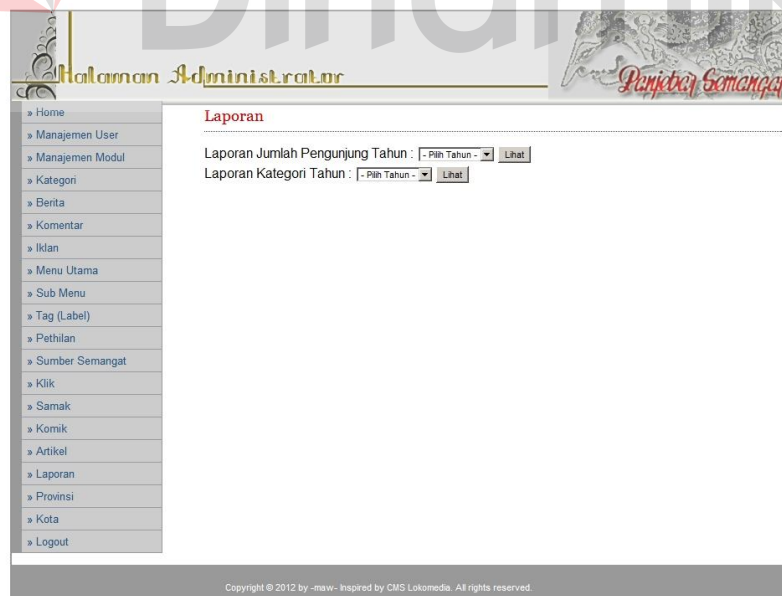 Halaman Administrator
Panjebar Semangat
» Home
» Manajemen User
» Manajemen Modul
» Kategori
» Berita
» Komentar
» Iklan
» Menu Utama
» Sub Menu
» Tag (Label)
» Pethilan
» Sumber Semangat
» Klik
» Samak
» Komik
» Artikel
» Laporan
» Provinsi
» Kota
» Logout
Laporan
Laporan Jumlah Pengunjung Tahun : - Pilih Tahun - Lihat
Laporan Kategori Tahun : - Pilih Tahun - Lihat
Copyright © 2012 by -maw- Inspired by CMS Lokomedia. All rights reserved.